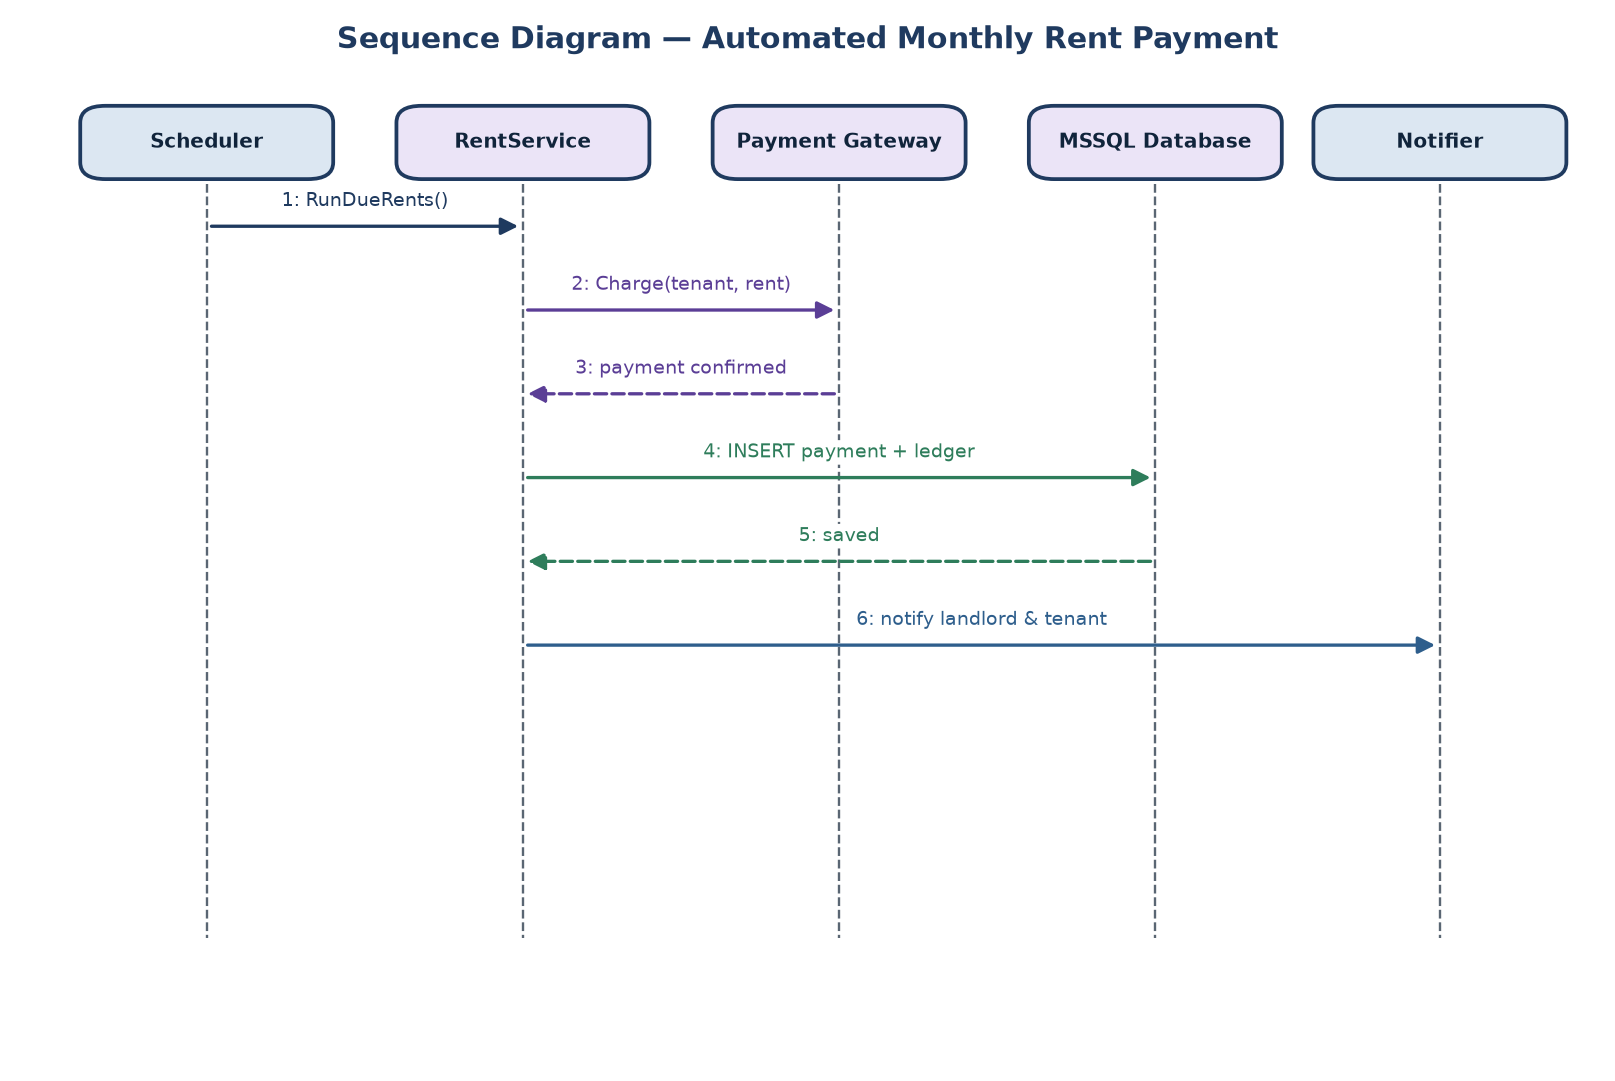 Sequence Diagram — Automated Monthly Rent Payment
Scheduler
RentService
Payment Gateway
MSSQL Database
Notifier
1: RunDueRents()
2: Charge(tenant, rent)
3: payment confirmed
4: INSERT payment + ledger
5: saved
6: notify landlord & tenant